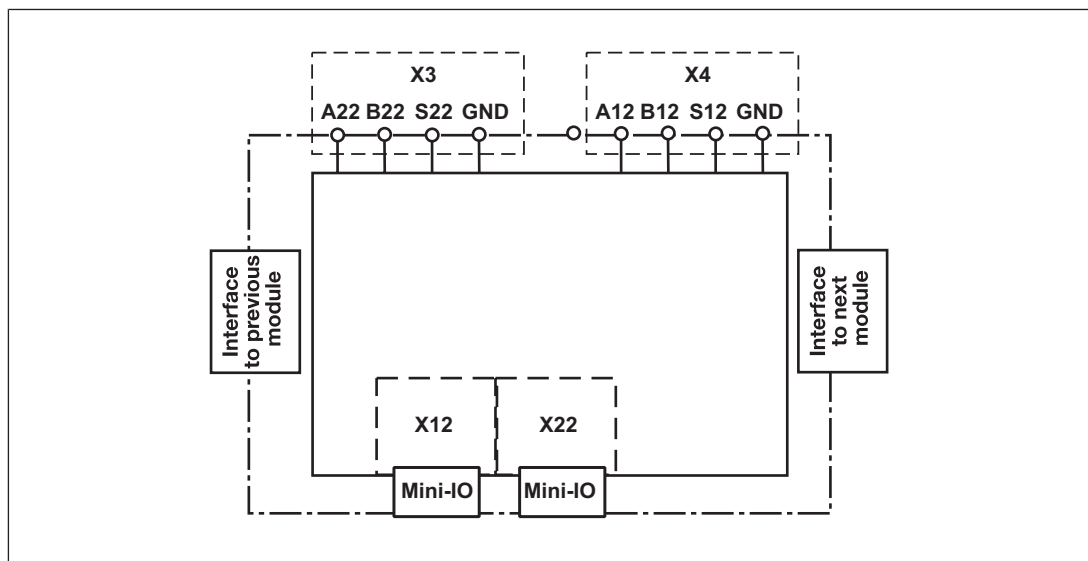 X3
X4
A22 B22 S22 GND
A12 B12 S12 GND
Interface
to previous
module
Interface
to next
module
X12
X22
Mini-IO
Mini-IO